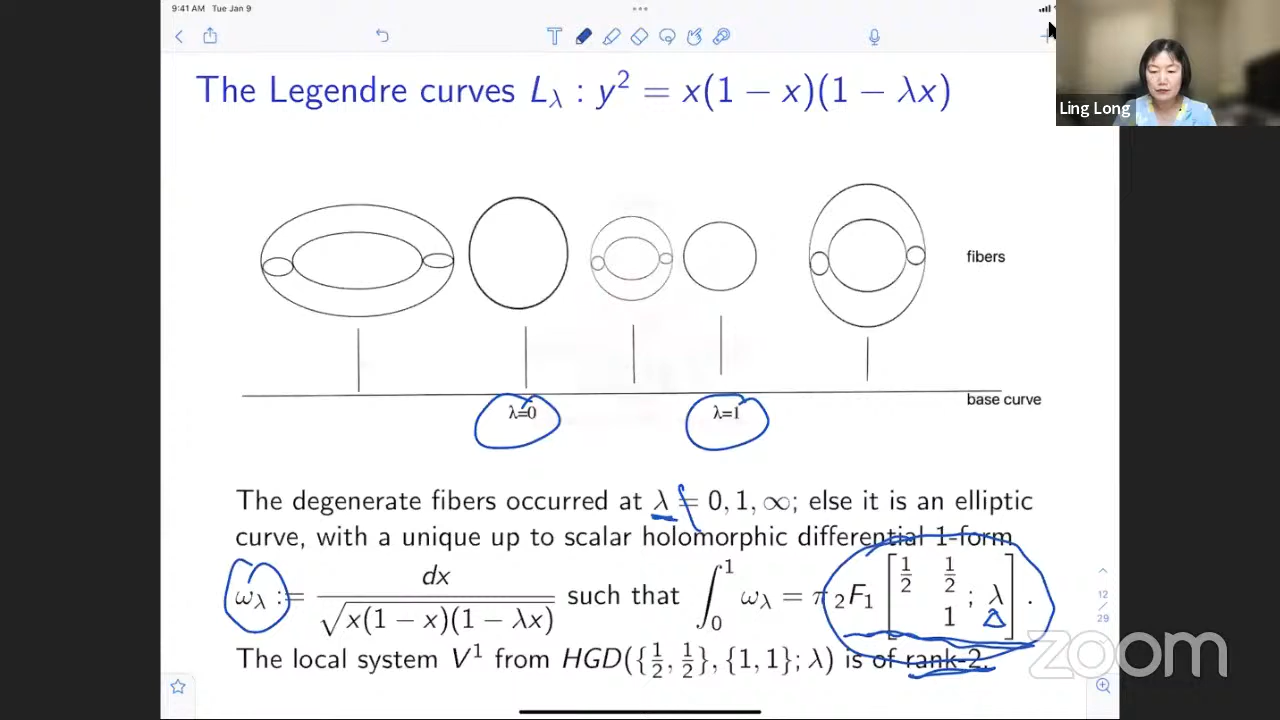 9:41 AM Tue Jan 9
Ling Long
The Legendre curves L_λ : y² = x(1 − x)(1 − λx)
fibers
base curve
λ=0
λ=1
The degenerate fibers occurred at λ = 0, 1, ∞; else it is an elliptic
curve, with a unique up to scalar holomorphic differential 1-form
ω_λ := dx / √(x(1 − x)(1 − λx)) such that ∫₀¹ ω_λ = π ₂F₁ [½ ½ ; 1 ; λ] .
The local system V¹ from HGD({½, ½}, {1, 1}; λ) is of rank-2.
12
/
29
zoom